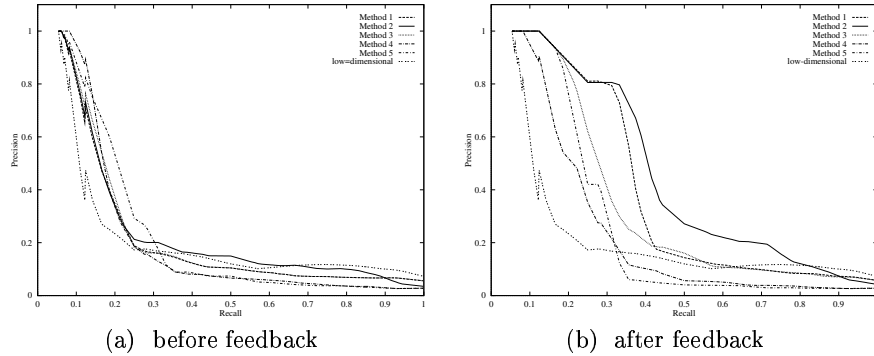 1
0.8
0.6
0.4
0.2
0
Precision
0
0.1
0.2
0.3
0.4
0.5
0.6
0.7
0.8
0.9
1
Recall
Method 1
Method 2
Method 3
Method 4
Method 5
low=dimensional
(a) before feedback
1
0.8
0.6
0.4
0.2
0
Precision
0
0.1
0.2
0.3
0.4
0.5
0.6
0.7
0.8
0.9
Recall
Method 1
Method 2
Method 3
Method 4
Method 5
low=dimensional
(b) after feedback